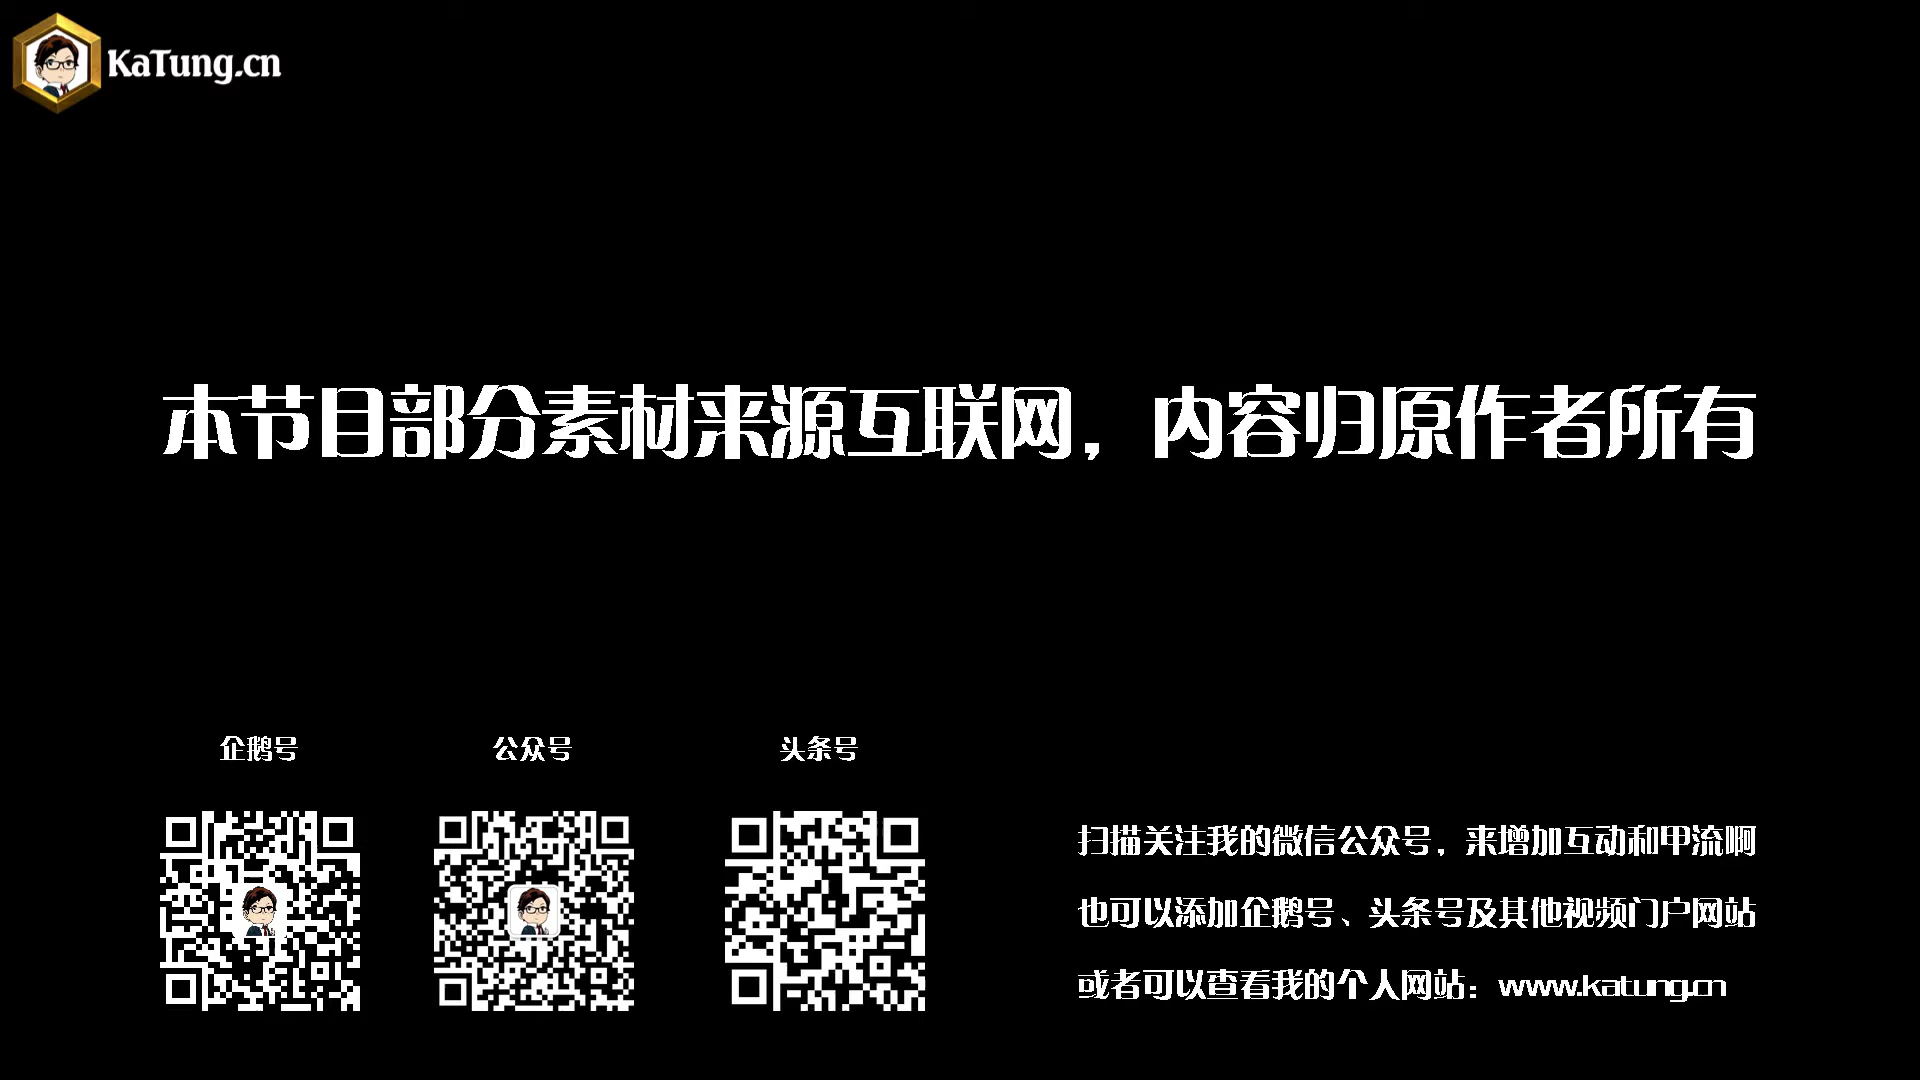 KaTung.cn
本节目部分素材来源互联网，内容归原作者所有
企鹅号
公众号
头条号
扫描关注我的微信公众号，来增加互动和甲流啊
也可以添加企鹅号、头条号及其他视频门户网站
或者可以查看我的个人网站：www.katung.cn